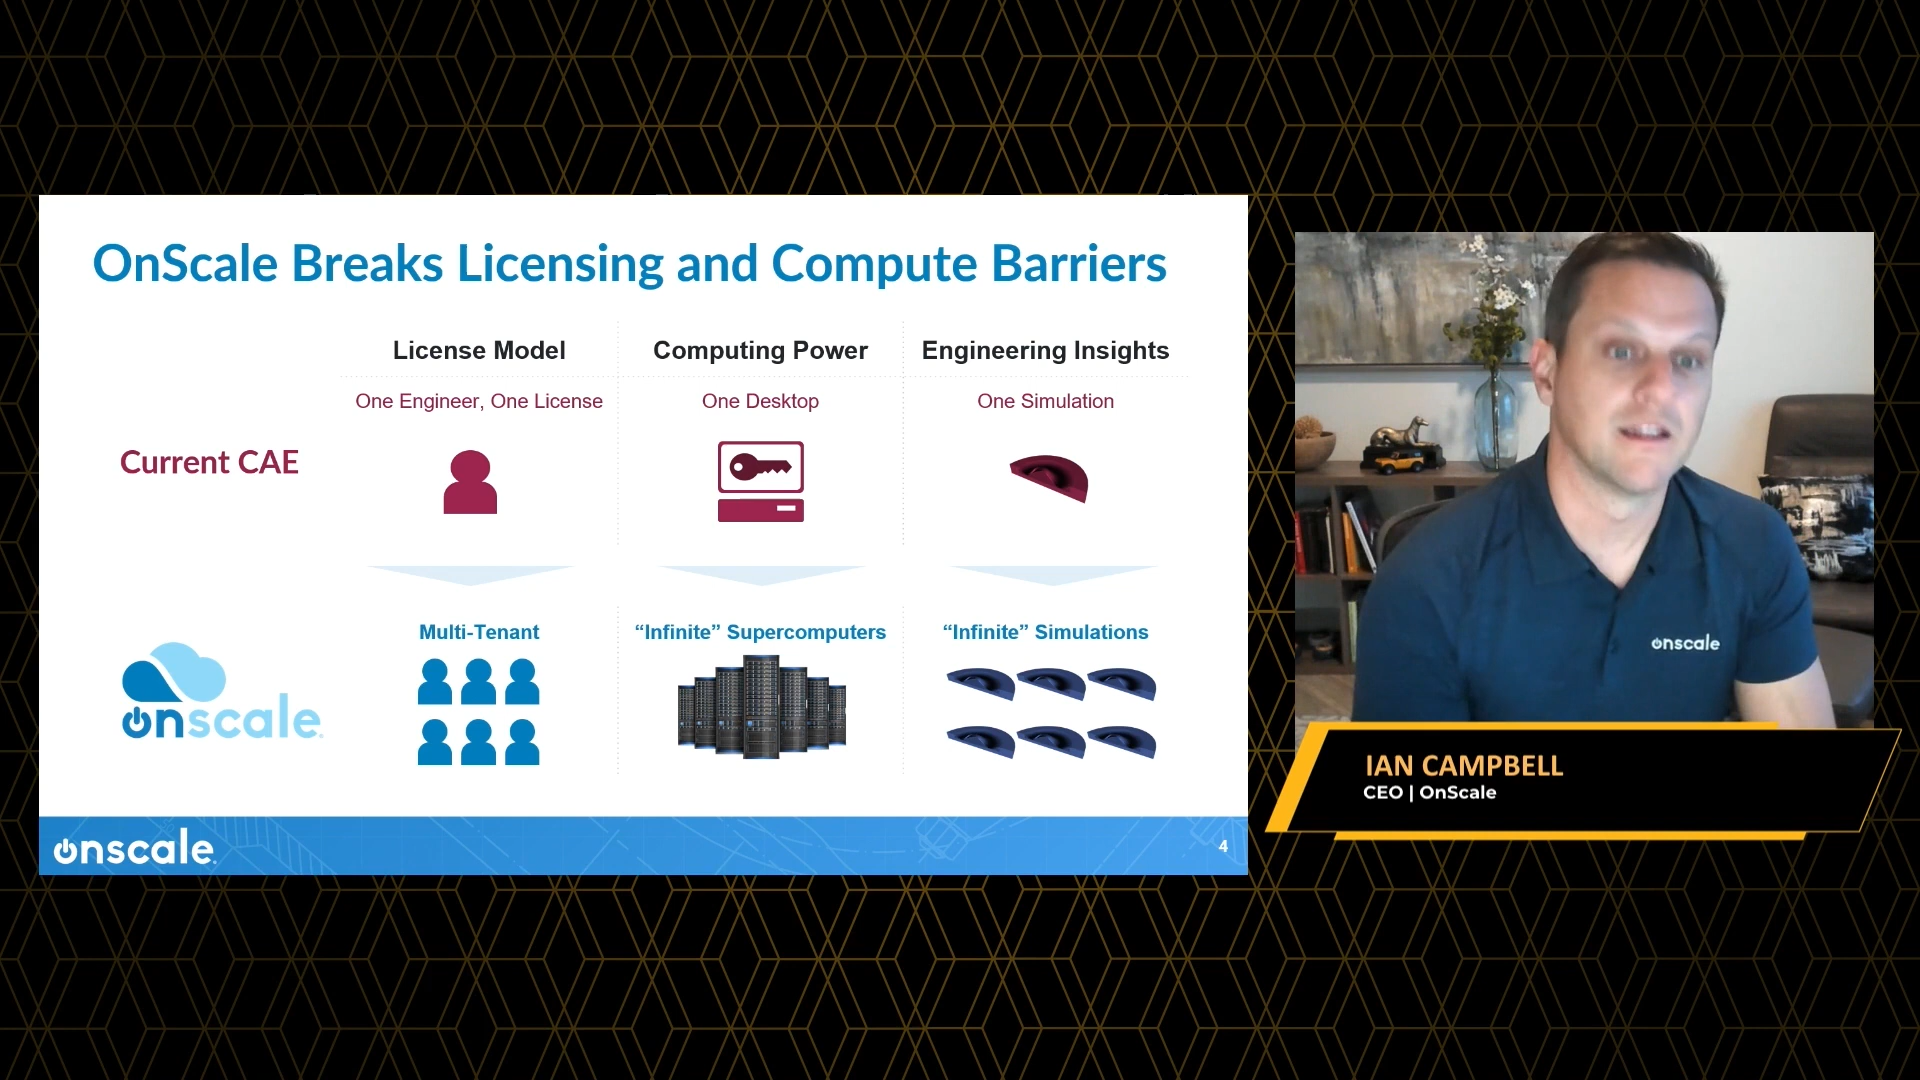 OnScale Breaks Licensing and Compute Barriers
License Model
Computing Power
Engineering Insights
One Engineer, One License
One Desktop
One Simulation
Current CAE
Multi-Tenant
“Infinite” Supercomputers
“Infinite” Simulations
onscale
onscale
4
onscale
IAN CAMPBELL
CEO | OnScale